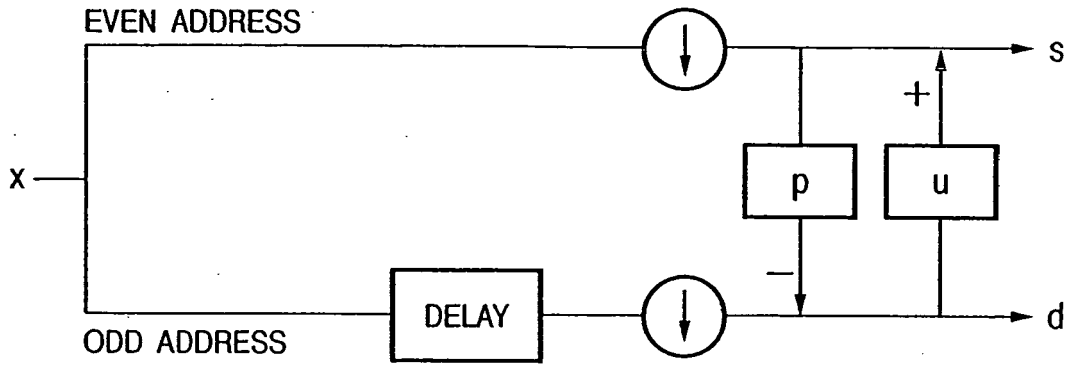 EVEN ADDRESS
s
+
x
p
u
−
DELAY
d
ODD ADDRESS